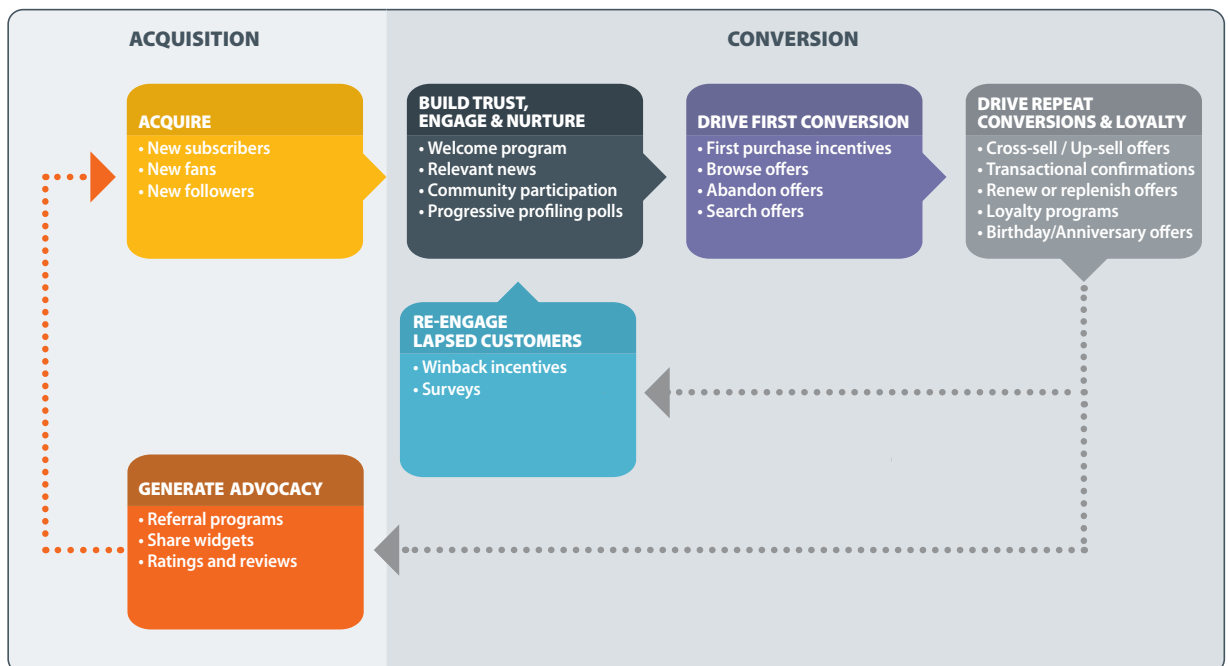 ACQUISITION
CONVERSION
ACQUIRE
• New subscribers
• New fans
• New followers
BUILD TRUST,
ENGAGE & NURTURE
• Welcome program
• Relevant news
• Community participation
• Progressive profiling polls
DRIVE FIRST CONVERSION
• First purchase incentives
• Browse offers
• Abandon offers
• Search offers
DRIVE REPEAT
CONVERSIONS & LOYALTY
• Cross-sell / Up-sell offers
• Transactional confirmations
• Renew or replenish offers
• Loyalty programs
• Birthday/Anniversary offers
RE-ENGAGE
LAPSED CUSTOMERS
• Winback incentives
• Surveys
GENERATE ADVOCACY
• Referral programs
• Share widgets
• Ratings and reviews